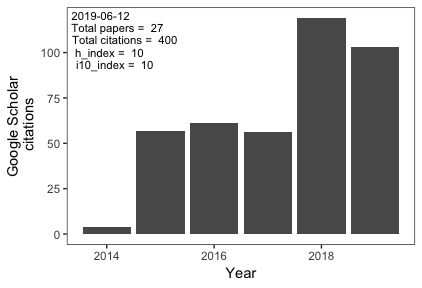 2019-06-12
Total papers = 27
Total citations = 400
h_index = 10
i10_index = 10
100
75
50
25
0
Google Scholar
citations
2014
2016
2018
Year